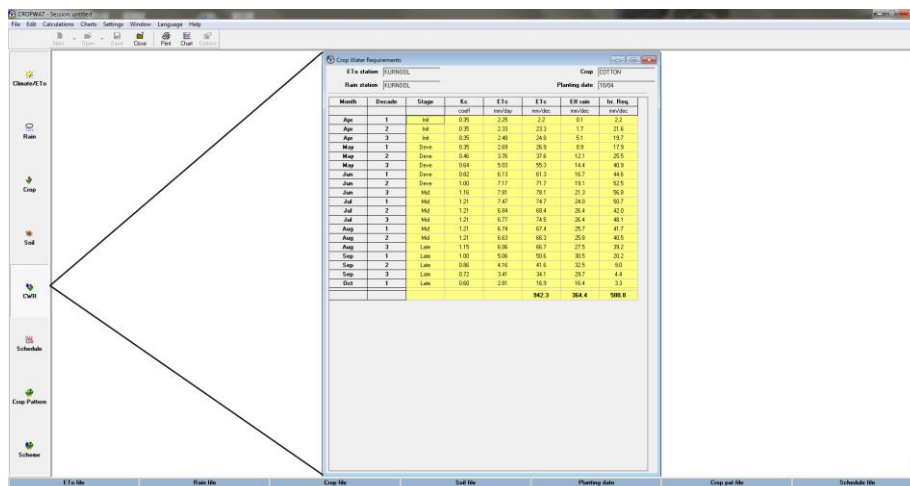 CROPWAT - Session untitled
File Edit Calculations Charts Settings Window Language Help
New Open Save Close Print Chart Options
Climate/ETo
Rain
Crop
Soil
CWR
Schedule
Crop Pattern
Scheme
Crop Water Requirements
ETo station KURNOOL Crop COTTON
Rain station KURNOOL Planting date 10/04
Month Decade Stage Kc ETc ETc Eff rain Irr. Req.
coeff mm/day mm/dec mm/dec mm/dec
Apr 1 Init 0.35 2.25 2.2 0.1 2.2
Apr 2 Init 0.35 2.33 23.3 1.7 21.6
Apr 3 Init 0.35 2.48 24.8 5.1 19.7
May 1 Deve 0.35 2.69 26.9 8.9 17.9
May 2 Deve 0.46 3.76 37.6 12.1 25.5
May 3 Deve 0.64 5.03 55.3 14.4 40.9
Jun 1 Deve 0.82 6.13 61.3 16.7 44.6
Jun 2 Deve 1.00 7.17 71.7 19.1 52.5
Jun 3 Mid 1.16 7.81 78.1 21.3 56.8
Jul 1 Mid 1.21 7.47 74.7 24.0 50.7
Jul 2 Mid 1.21 6.84 68.4 26.4 42.0
Jul 3 Mid 1.21 6.77 74.5 26.4 48.1
Aug 1 Mid 1.21 6.74 67.4 25.7 41.7
Aug 2 Mid 1.21 6.63 66.3 25.8 40.5
Aug 3 Late 1.15 6.06 66.7 27.5 39.2
Sep 1 Late 1.00 5.06 50.6 30.5 20.2
Sep 2 Late 0.86 4.16 41.6 32.5 9.0
Sep 3 Late 0.72 3.41 34.1 29.7 4.4
Oct 1 Late 0.60 2.81 16.9 16.4 3.3
942.3 364.4 580.8
ETo file Rain file Crop file Soil file Planting date Crop pat file Schedule file